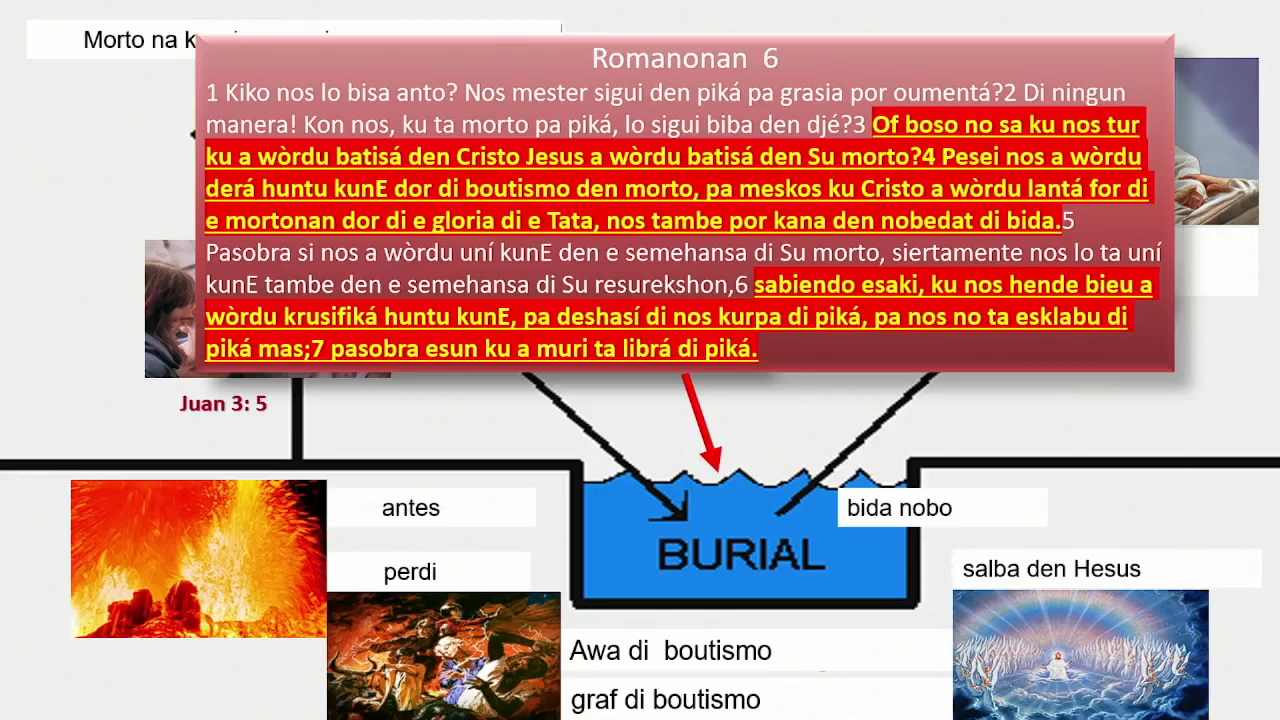 Morto na
Romanonan 6
1 Kiko nos lo bisa anto? Nos mester sigui den piká pa grasia por oumentá?2 Di ningun
manera! Kon nos, ku ta morto pa piká, lo sigui biba den djé?3 Of boso no sa ku nos tur
ku a wòrdu batisá den Cristo Jesus a wòrdu batisá den Su morto?4 Pesei nos a wòrdu
derá huntu kunE dor di boutismo den morto, pa meskos ku Cristo a wòrdu lantá for di
e mortonan dor di e gloria di e Tata, nos tambe por kana den nobedat di bida.5
Pasobra si nos a wòrdu uní kunE den e semehansa di Su morto, siertamente nos lo ta uní
kunE tambe den e semehansa di Su resurekshon,6 sabiendo esaki, ku nos hende bieu a
wòrdu krusifiká huntu kunE, pa deshasí di nos kurpa di piká, pa nos no ta esklabu di
piká mas;7 pasobra esun ku a muri ta librá di piká.
Juan 3: 5
antes
bida nobo
BURIAL
perdi
salba den Hesus
Awa di boutismo
graf di boutismo